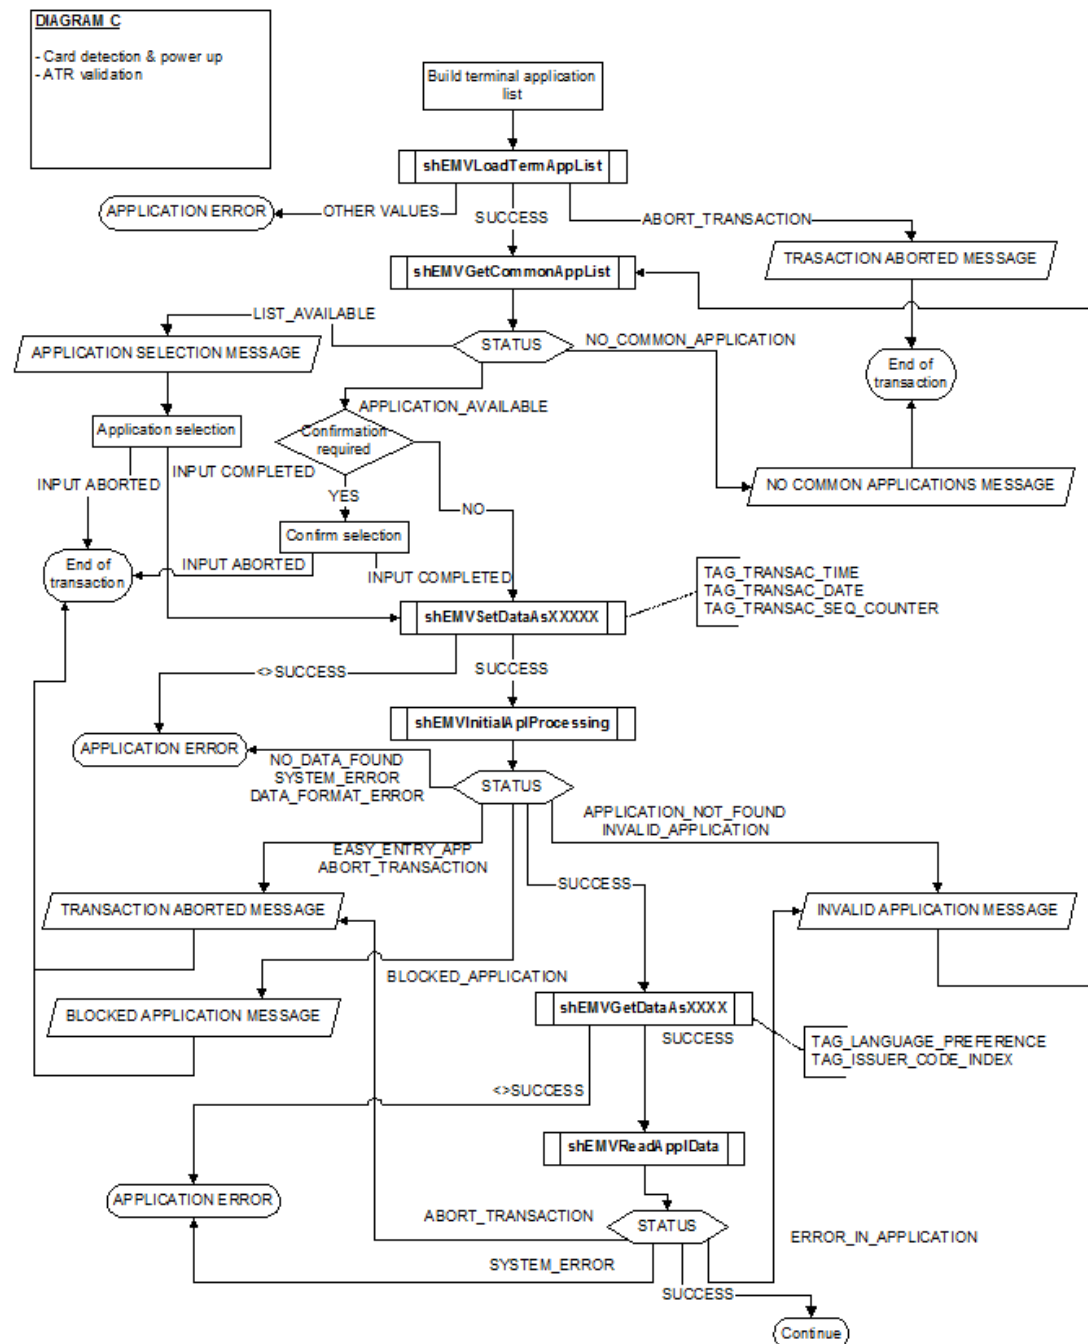 DIAGRAM C
- Card detection & power up
- ATR validation
Build terminal application
list
shEMVLoadTermAppList
APPLICATION ERROR
OTHER VALUES
SUCCESS
ABORT_TRANSACTION
TRASACTION ABORTED MESSAGE
shEMVGetCommonAppList
LIST_AVAILABLE
APPLICATION SELECTION MESSAGE
STATUS
NO_COMMON_APPLICATION
End of
transaction
APPLICATION_AVAILABLE
Application selection
Confirmation
required
INPUT COMPLETED
INPUT ABORTED
YES
NO
NO COMMON APPLICATIONS MESSAGE
Confirm selection
End of
transaction
INPUT ABORTED
INPUT COMPLETED
TAG_TRANSAC_TIME
TAG_TRANSAC_DATE
TAG_TRANSAC_SEQ_COUNTER
shEMVSetDataAsXXXXX
<>SUCCESS
SUCCESS
shEMVInitialAplProcessing
APPLICATION ERROR
NO_DATA_FOUND
SYSTEM_ERROR
DATA_FORMAT_ERROR
STATUS
APPLICATION_NOT_FOUND
INVALID_APPLICATION
EASY_ENTRY_APP
ABORT_TRANSACTION
SUCCESS
TRANSACTION ABORTED MESSAGE
INVALID APPLICATION MESSAGE
BLOCKED_APPLICATION
BLOCKED APPLICATION MESSAGE
shEMVGetDataAsXXXX
SUCCESS
TAG_LANGUAGE_PREFERENCE
TAG_ISSUER_CODE_INDEX
<>SUCCESS
shEMVReadApplData
APPLICATION ERROR
ABORT_TRANSACTION
STATUS
ERROR_IN_APPLICATION
SYSTEM_ERROR
SUCCESS
Continue